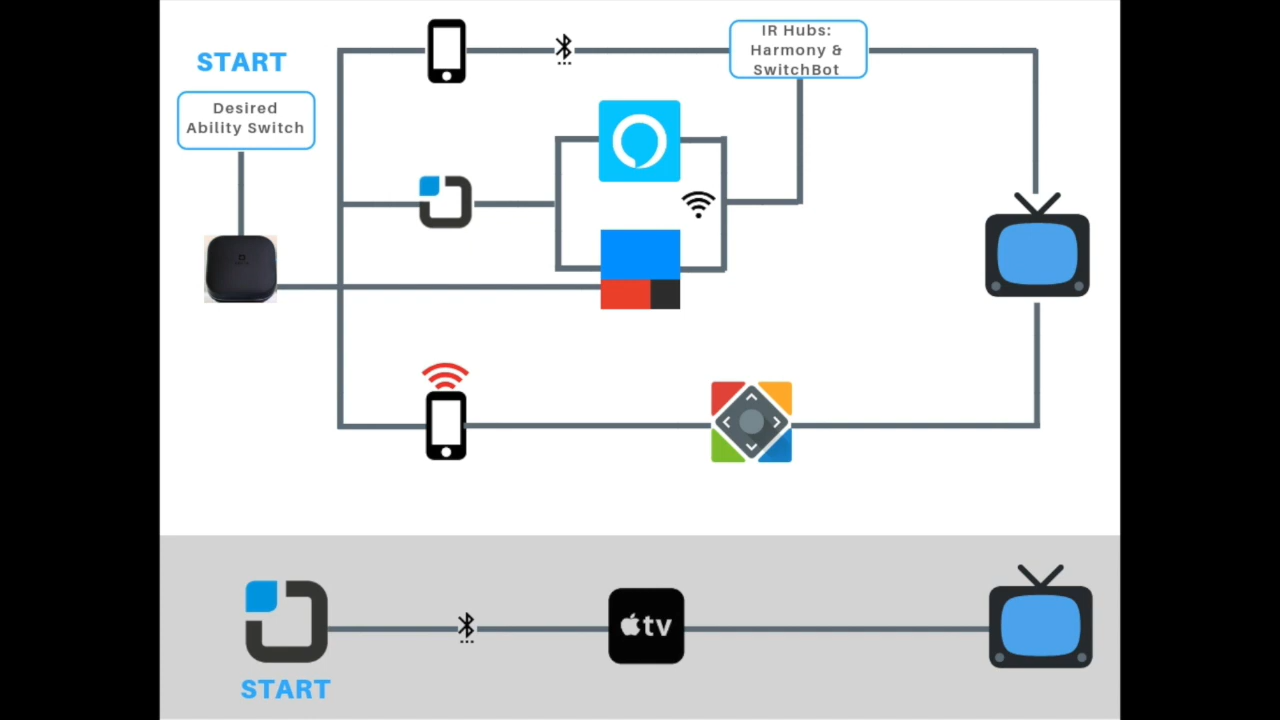 START
Desired
Ability Switch
IR Hubs:
Harmony &
SwitchBot
tv
START